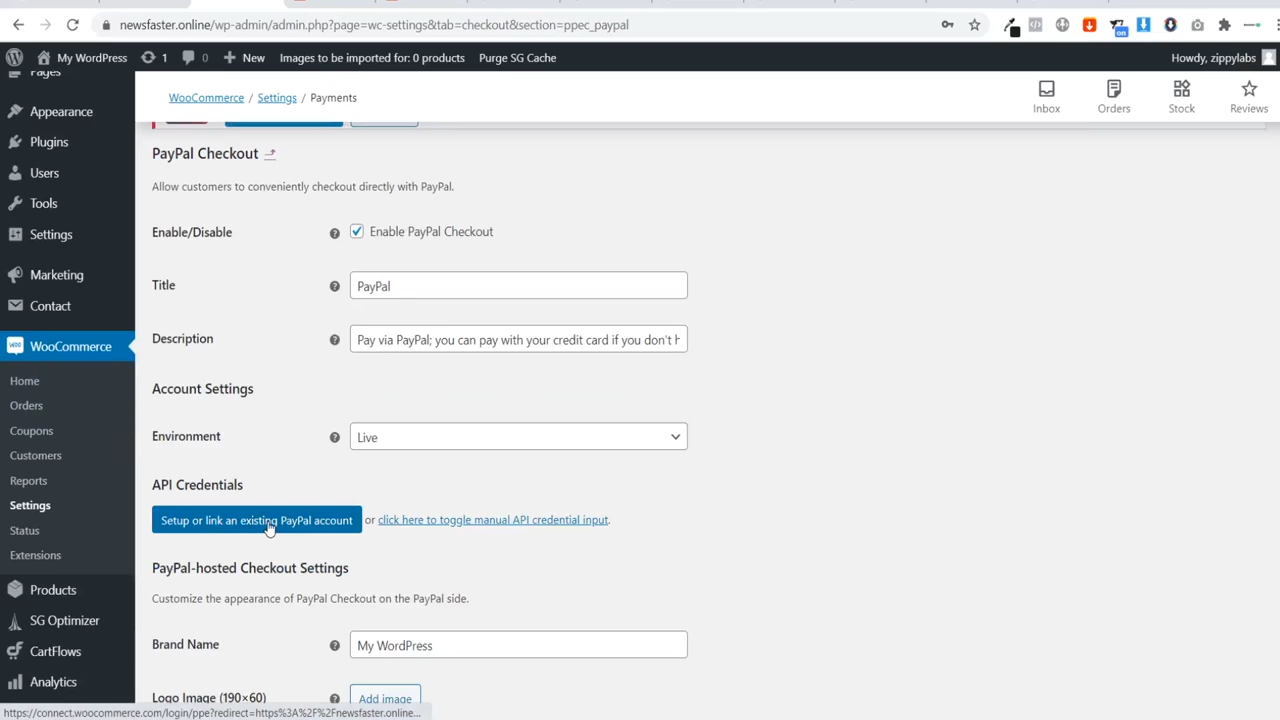 newsfaster.online/wp-admin/admin.php?page=wc-settings&tab=checkout&section=ppec_paypal
on
My WordPress
1
0
New
Images to be imported for: 0 products
Purge SG Cache
Howdy, zippylabs
Pages
Appearance
Plugins
Users
Tools
Settings
Marketing
Contact
WooCommerce
Home
Orders
Coupons
Customers
Reports
Settings
Status
Extensions
Products
SG Optimizer
CartFlows
Analytics
WooCommerce / Settings / Payments
Inbox
Orders
Stock
Reviews
PayPal Checkout
Allow customers to conveniently checkout directly with PayPal.
Enable/Disable
Enable PayPal Checkout
Title
PayPal
Description
Pay via PayPal; you can pay with your credit card if you don't h
Account Settings
Environment
Live
API Credentials
Setup or link an existing PayPal account or click here to toggle manual API credential input.
PayPal-hosted Checkout Settings
Customize the appearance of PayPal Checkout on the PayPal side.
Brand Name
My WordPress
Logo Image (190×60)
Add image
https://connect.woocommerce.com/login/ppe?redirect=https%3A%2F%2Fnewsfaster.online...